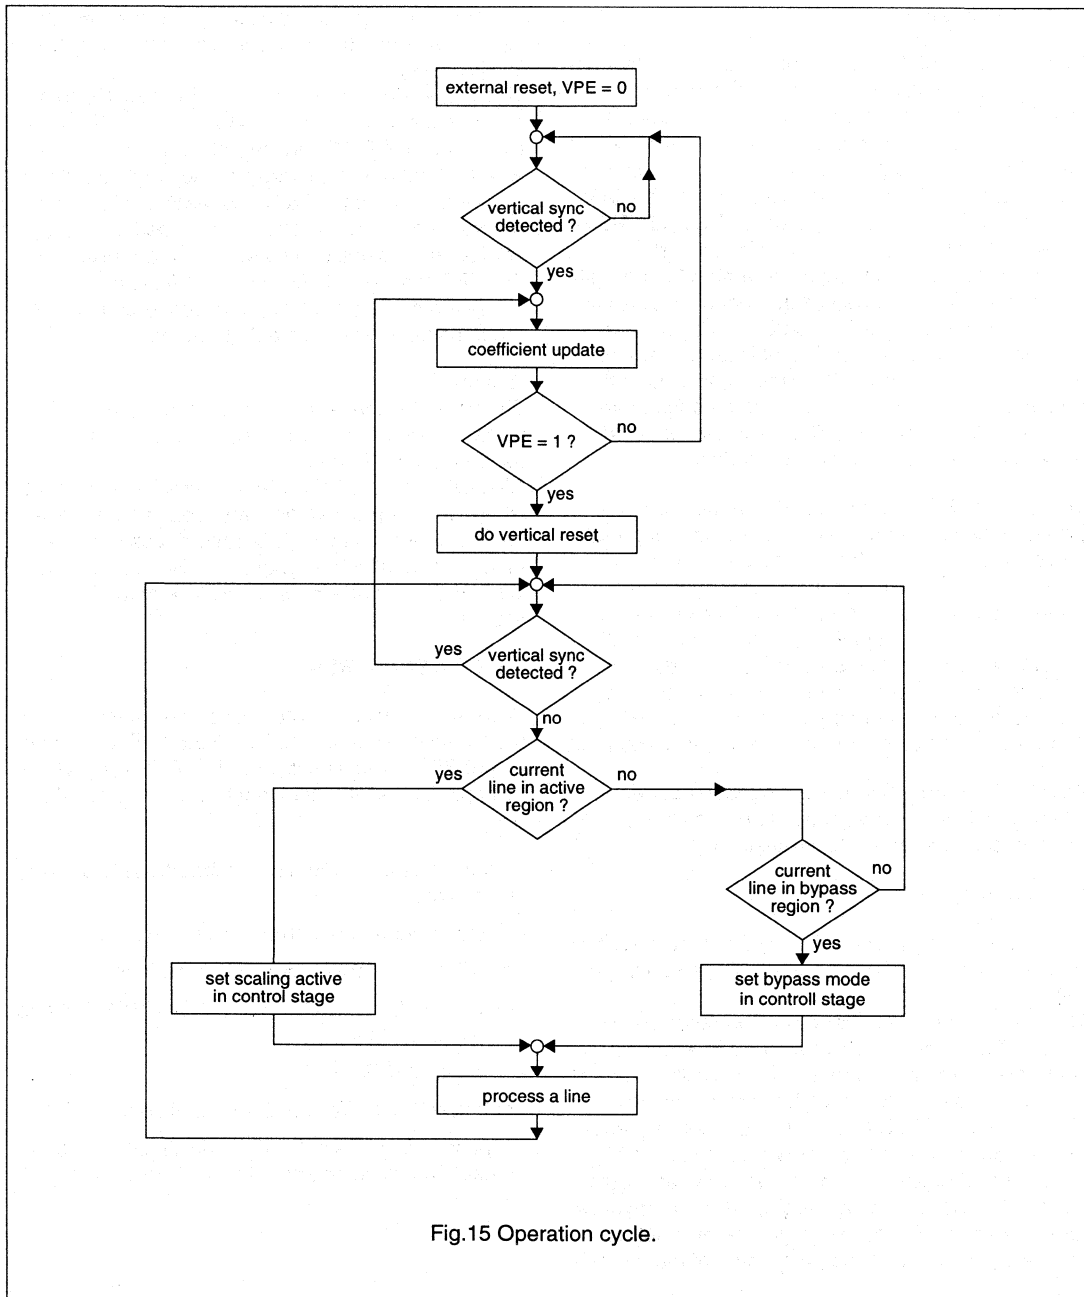 external reset, VPE = 0
vertical sync
detected ?
no
yes
coefficient update
VPE = 1 ?
no
yes
do vertical reset
yes
vertical sync
detected ?
no
yes
current
line in active
region ?
no
current
line in bypass
region ?
no
yes
set scaling active
in control stage
set bypass mode
in controll stage
process a line
Fig.15 Operation cycle.